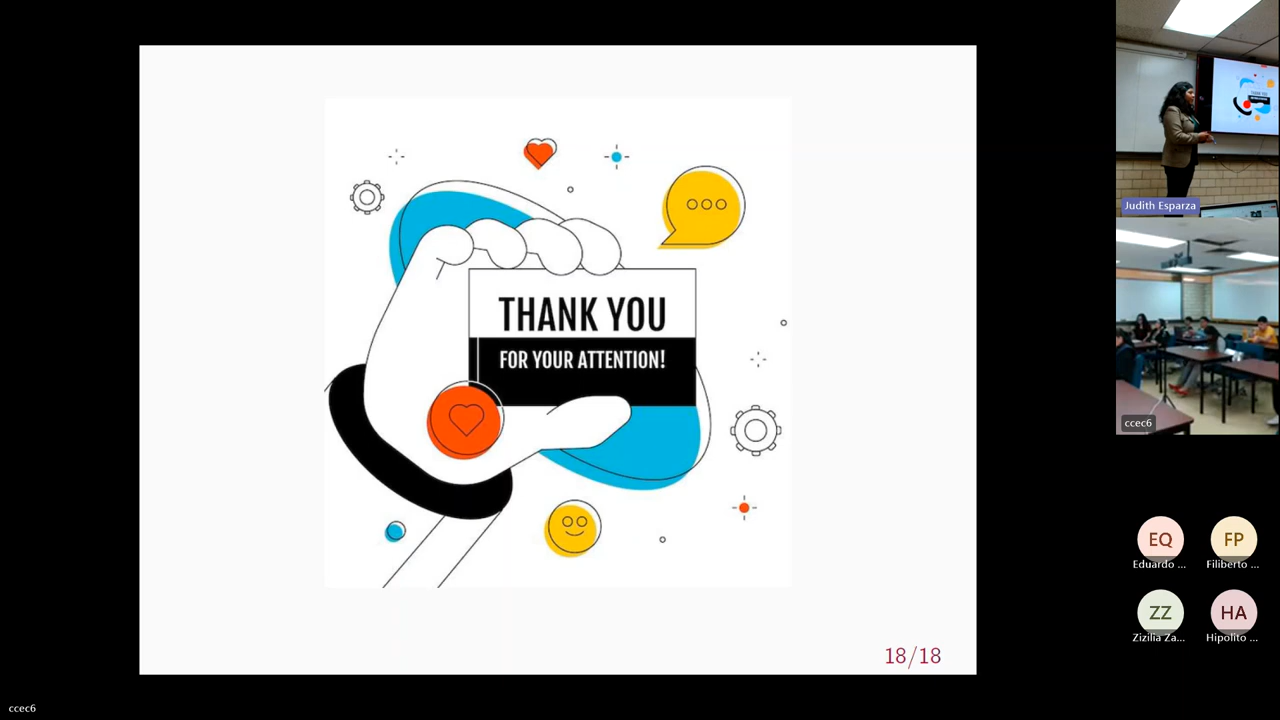 THANK YOU
FOR YOUR ATTENTION!
18/18
Judith Esparza
ccec6
EQ
Eduardo ...
FP
Filiberto ...
ZZ
Zizilia Za...
HA
Hipolito ...
ccec6